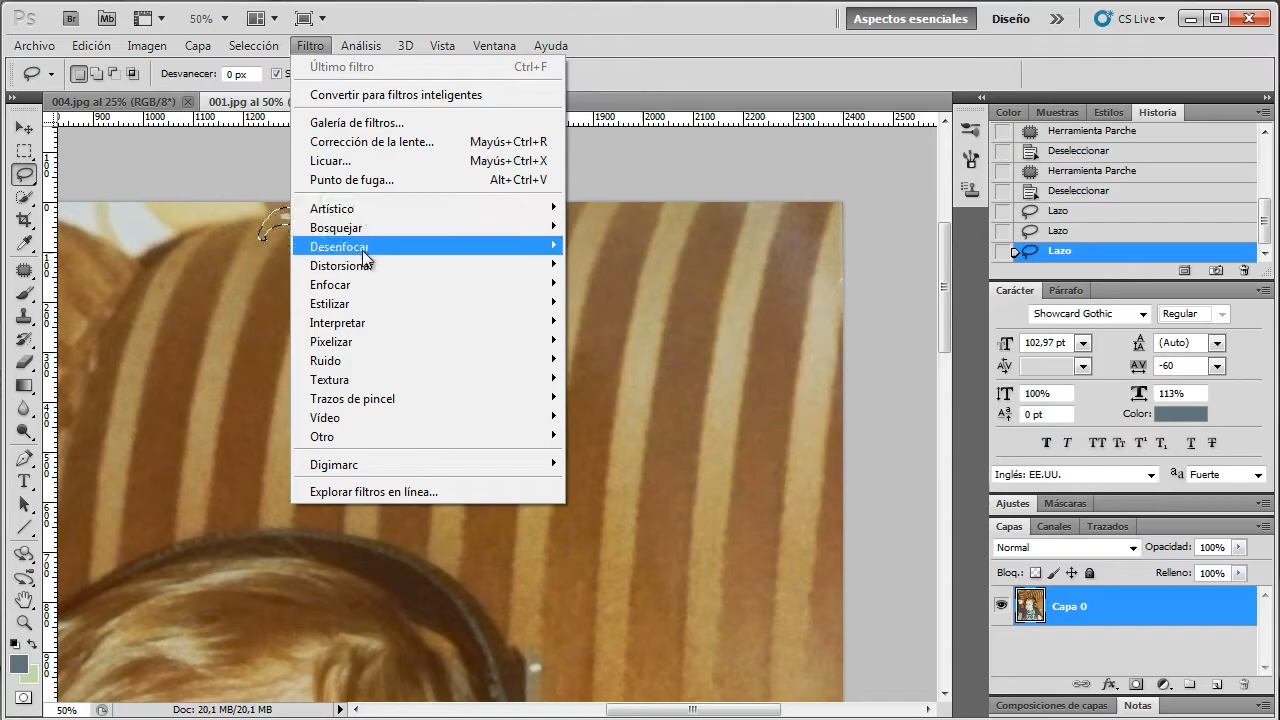 Ps Br Mb 50% Aspectos esenciales Diseño CS Live
Archivo Edición Imagen Capa Selección Filtro Análisis 3D Vista Ventana Ayuda
Desvanecer: 0 px
004.jpg al 25% (RGB/8*) 001.jpg al 50%
900 1000 1100 1200 1900 2000 2100 2200 2300 2400 2500
Último filtro Ctrl+F
Convertir para filtros inteligentes
Galería de filtros...
Corrección de la lente... Mayús+Ctrl+R
Licuar... Mayús+Ctrl+X
Punto de fuga... Alt+Ctrl+V
Artístico
Bosquejar
Desenfocar
Distorsionar
Enfocar
Estilizar
Interpretar
Pixelizar
Ruido
Textura
Trazos de pincel
Vídeo
Otro
Digimarc
Explorar filtros en línea...
Color Muestras Estilos Historia
Herramienta Parche
Deseleccionar
Herramienta Parche
Deseleccionar
Lazo
Lazo
Lazo
Carácter Párrafo
Showcard Gothic Regular
102,97 pt (Auto)
-60
100% 113%
0 pt Color:
T T TT Tr T¹ T₁ T T
Inglés: EE.UU. aa Fuerte
Ajustes Máscaras
Capas Canales Trazados
Normal Opacidad: 100%
Bloq.: Relleno: 100%
Capa 0
50% Doc: 20,1 MB/20,1 MB
Composiciones de capas Notas